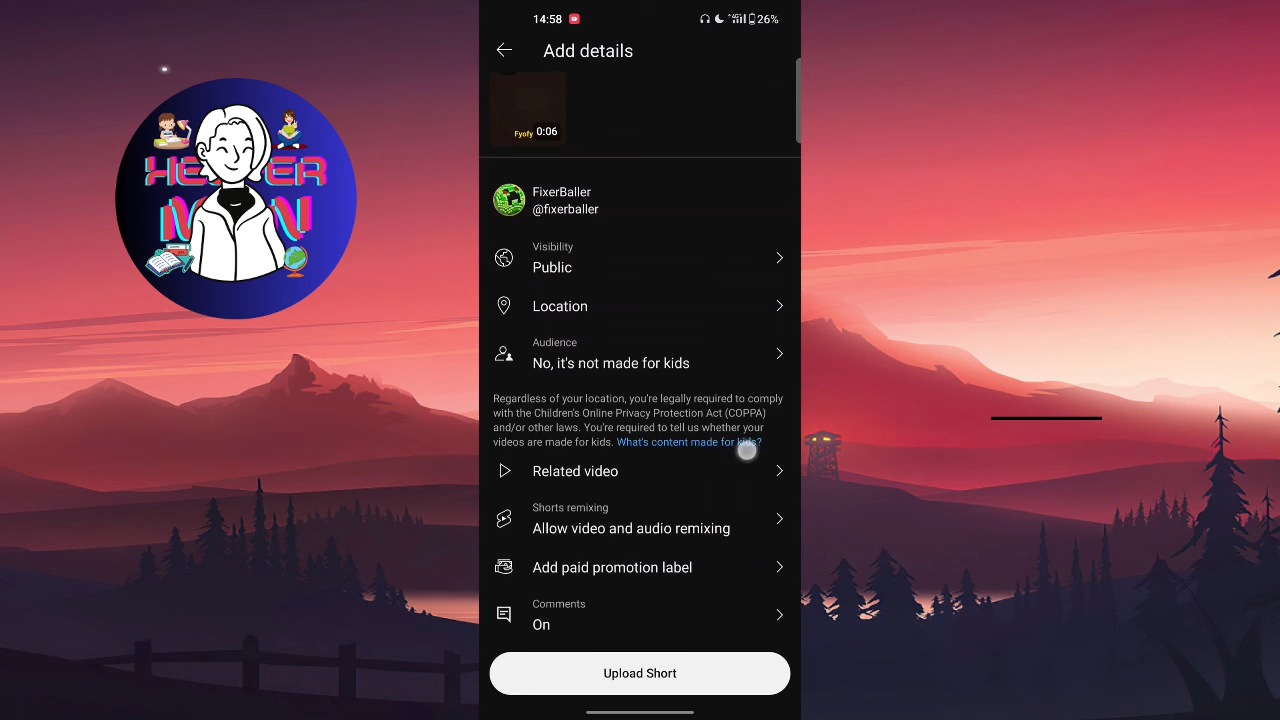 14:58
26%
Add details
Fyofy 0:06
FixerBaller
@fixerballer
Visibility
Public
Location
Audience
No, it's not made for kids
Regardless of your location, you're legally required to comply
with the Children's Online Privacy Protection Act (COPPA)
and/or other laws. You're required to tell us whether your
videos are made for kids. What's content made for kids?
Related video
Shorts remixing
Allow video and audio remixing
Add paid promotion label
Comments
On
Upload Short